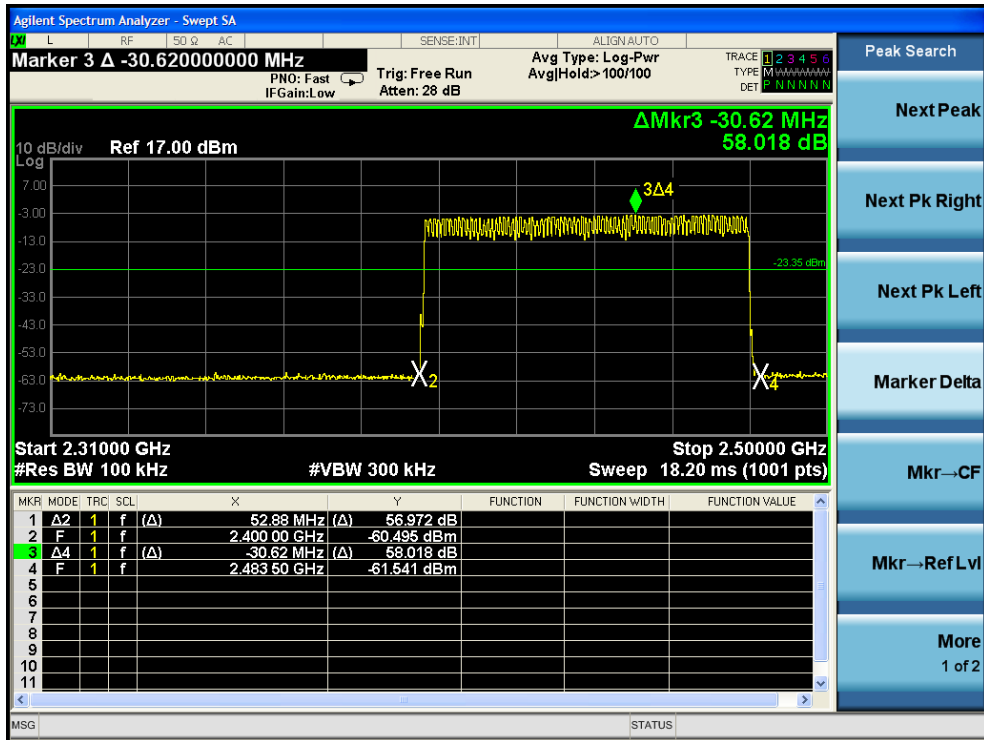 Agilent Spectrum Analyzer - Swept SA
LXI L RF 50 Ω AC SENSE:INT ALIGN AUTO
Marker 3 Δ -30.620000000 MHz
PNO: Fast
IFGain:Low
Trig: Free Run
Atten: 28 dB
Avg Type: Log-Pwr
Avg|Hold:> 100/100
TRACE 1 2 3 4 5 6
TYPE M
DET P N N N N N
Peak Search
ΔMkr3 -30.62 MHz
58.018 dB
10 dB/div Ref 17.00 dBm
Log
7.00
-3.00
-13.0
-23.0
-33.0
-43.0
-53.0
-63.0
-73.0
3Δ4
-23.35 dBm
2
4
Start 2.31000 GHz Stop 2.50000 GHz
#Res BW 100 kHz #VBW 300 kHz Sweep 18.20 ms (1001 pts)
MKR MODE TRC SCL X Y FUNCTION FUNCTION WIDTH FUNCTION VALUE
1 Δ2 1 f (Δ) 52.88 MHz (Δ) 56.972 dB
2 F 1 f 2.400 00 GHz -60.495 dBm
3 Δ4 1 f (Δ) -30.62 MHz (Δ) 58.018 dB
4 F 1 f 2.483 50 GHz -61.541 dBm
5
6
7
8
9
10
11
MSG STATUS
Next Peak
Next Pk Right
Next Pk Left
Marker Delta
Mkr→CF
Mkr→Ref Lvl
More
1 of 2